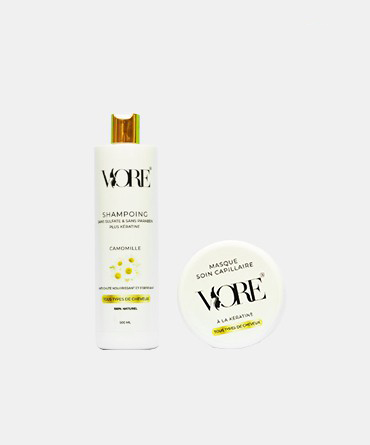 VORE
SHAMPOING
SANS SULFATE & SANS PARABEN
PLUS KÉRATINE
CAMOMILLE
TOUS TYPES DE CHEVEUX
100% NATUREL
MASQUE
SOIN CAPILLAIRE
VORE
À LA KÉRATINE
TOUS TYPES DE CHEVEUX